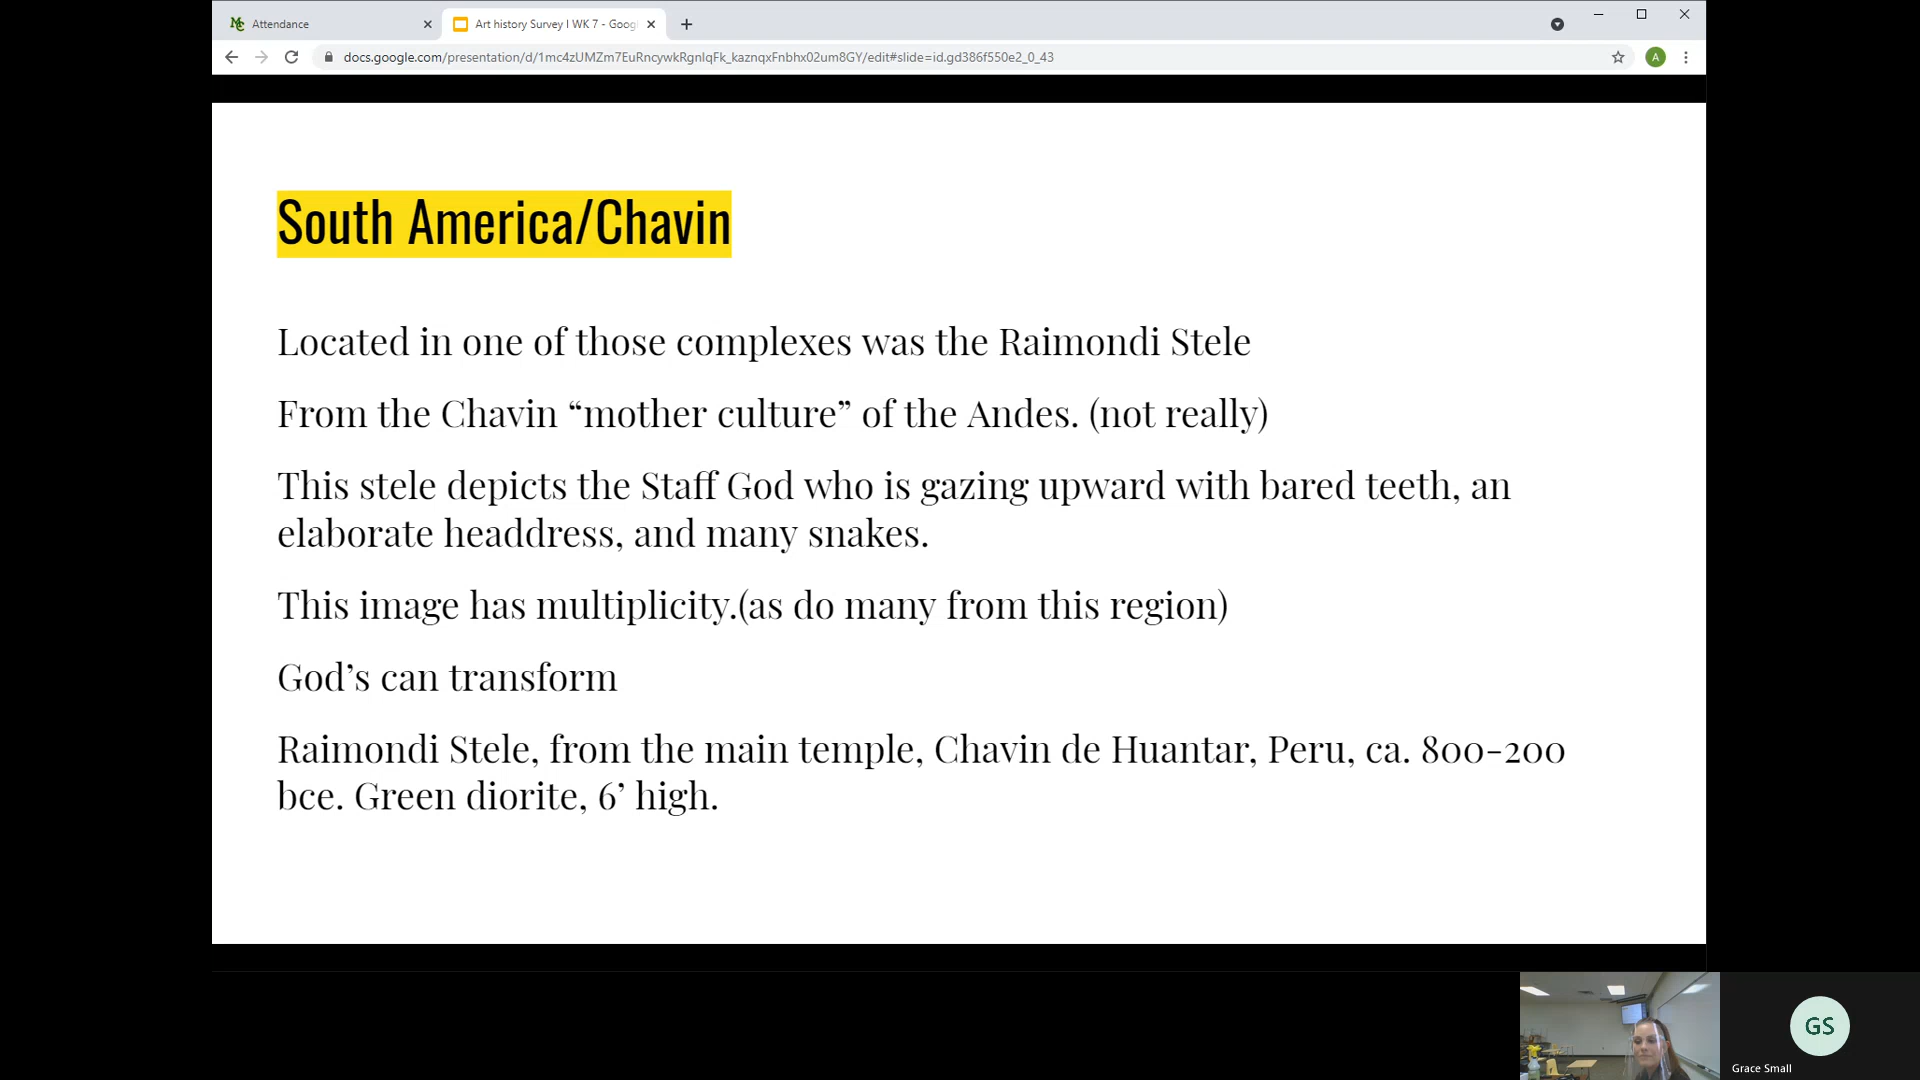 Attendance
Art history Survey I WK 7 - Goog
docs.google.com/presentation/d/1mc4zUMZm7EuRncywkRgnlqFk_kaznqxFnbhx02um8GY/edit#slide=id.gd386f550e2_0_43
A
South America/Chavin
Located in one of those complexes was the Raimondi Stele
From the Chavin “mother culture” of the Andes. (not really)
This stele depicts the Staff God who is gazing upward with bared teeth, an
elaborate headdress, and many snakes.
This image has multiplicity.(as do many from this region)
God’s can transform
Raimondi Stele, from the main temple, Chavin de Huantar, Peru, ca. 800-200
bce. Green diorite, 6’ high.
GS
Grace Small